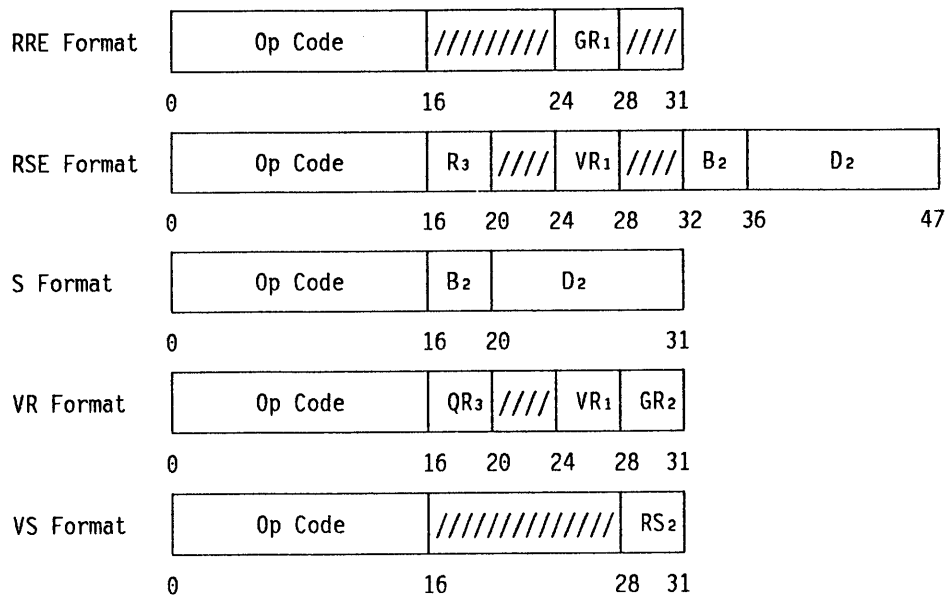 RRE Format Op Code ///////// GR1 ////
0 16 24 28 31
RSE Format Op Code R3 //// VR1 //// B2 D2
0 16 20 24 28 32 36 47
S Format Op Code B2 D2
0 16 20 31
VR Format Op Code QR3 //// VR1 GR2
0 16 20 24 28 31
VS Format Op Code ////////////// RS2
0 16 28 31